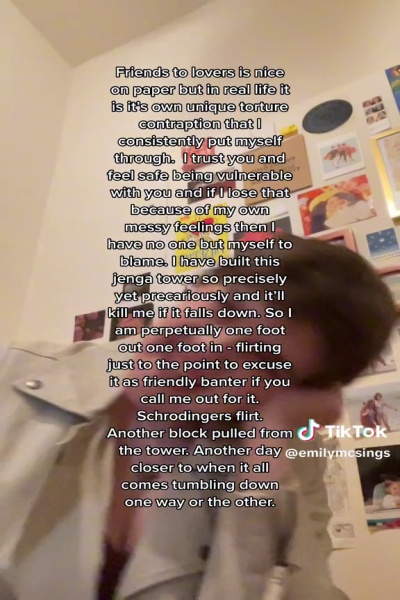 Friends to lovers is nice
on paper but in real life it
is it's own unique torture
contraption that I
consistently put myself
through. I trust you and
feel safe being vulnerable
with you and if I lose that
because of my own
messy feelings then I
have no one but myself to
blame. I have built this
jenga tower so precisely
yet precariously and it'll
kill me if it falls down. So I
am perpetually one foot
out one foot in - flirting
just to the point to excuse
it as friendly banter if you
call me out for it.
Schrodingers flirt.
Another block pulled from
the tower. Another day
closer to when it all
comes tumbling down
one way or the other.
TikTok
@emilymcsings